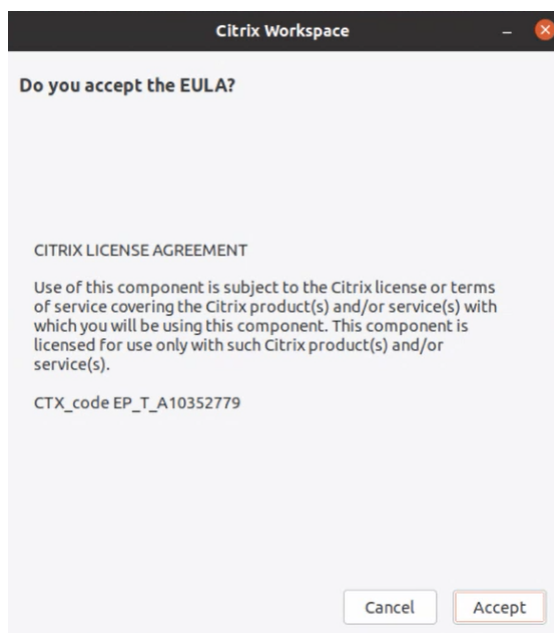 Citrix Workspace
Do you accept the EULA?
CITRIX LICENSE AGREEMENT
Use of this component is subject to the Citrix license or terms
of service covering the Citrix product(s) and/or service(s) with
which you will be using this component. This component is
licensed for use only with such Citrix product(s) and/or
service(s).
CTX_code EP_T_A10352779
Cancel
Accept